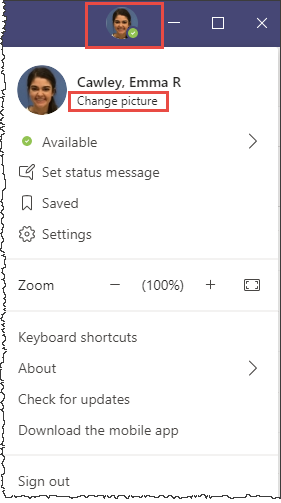 Cawley, Emma R
Change picture
Available
Set status message
Saved
Settings
Zoom − (100%) +
Keyboard shortcuts
About
Check for updates
Download the mobile app
Sign out